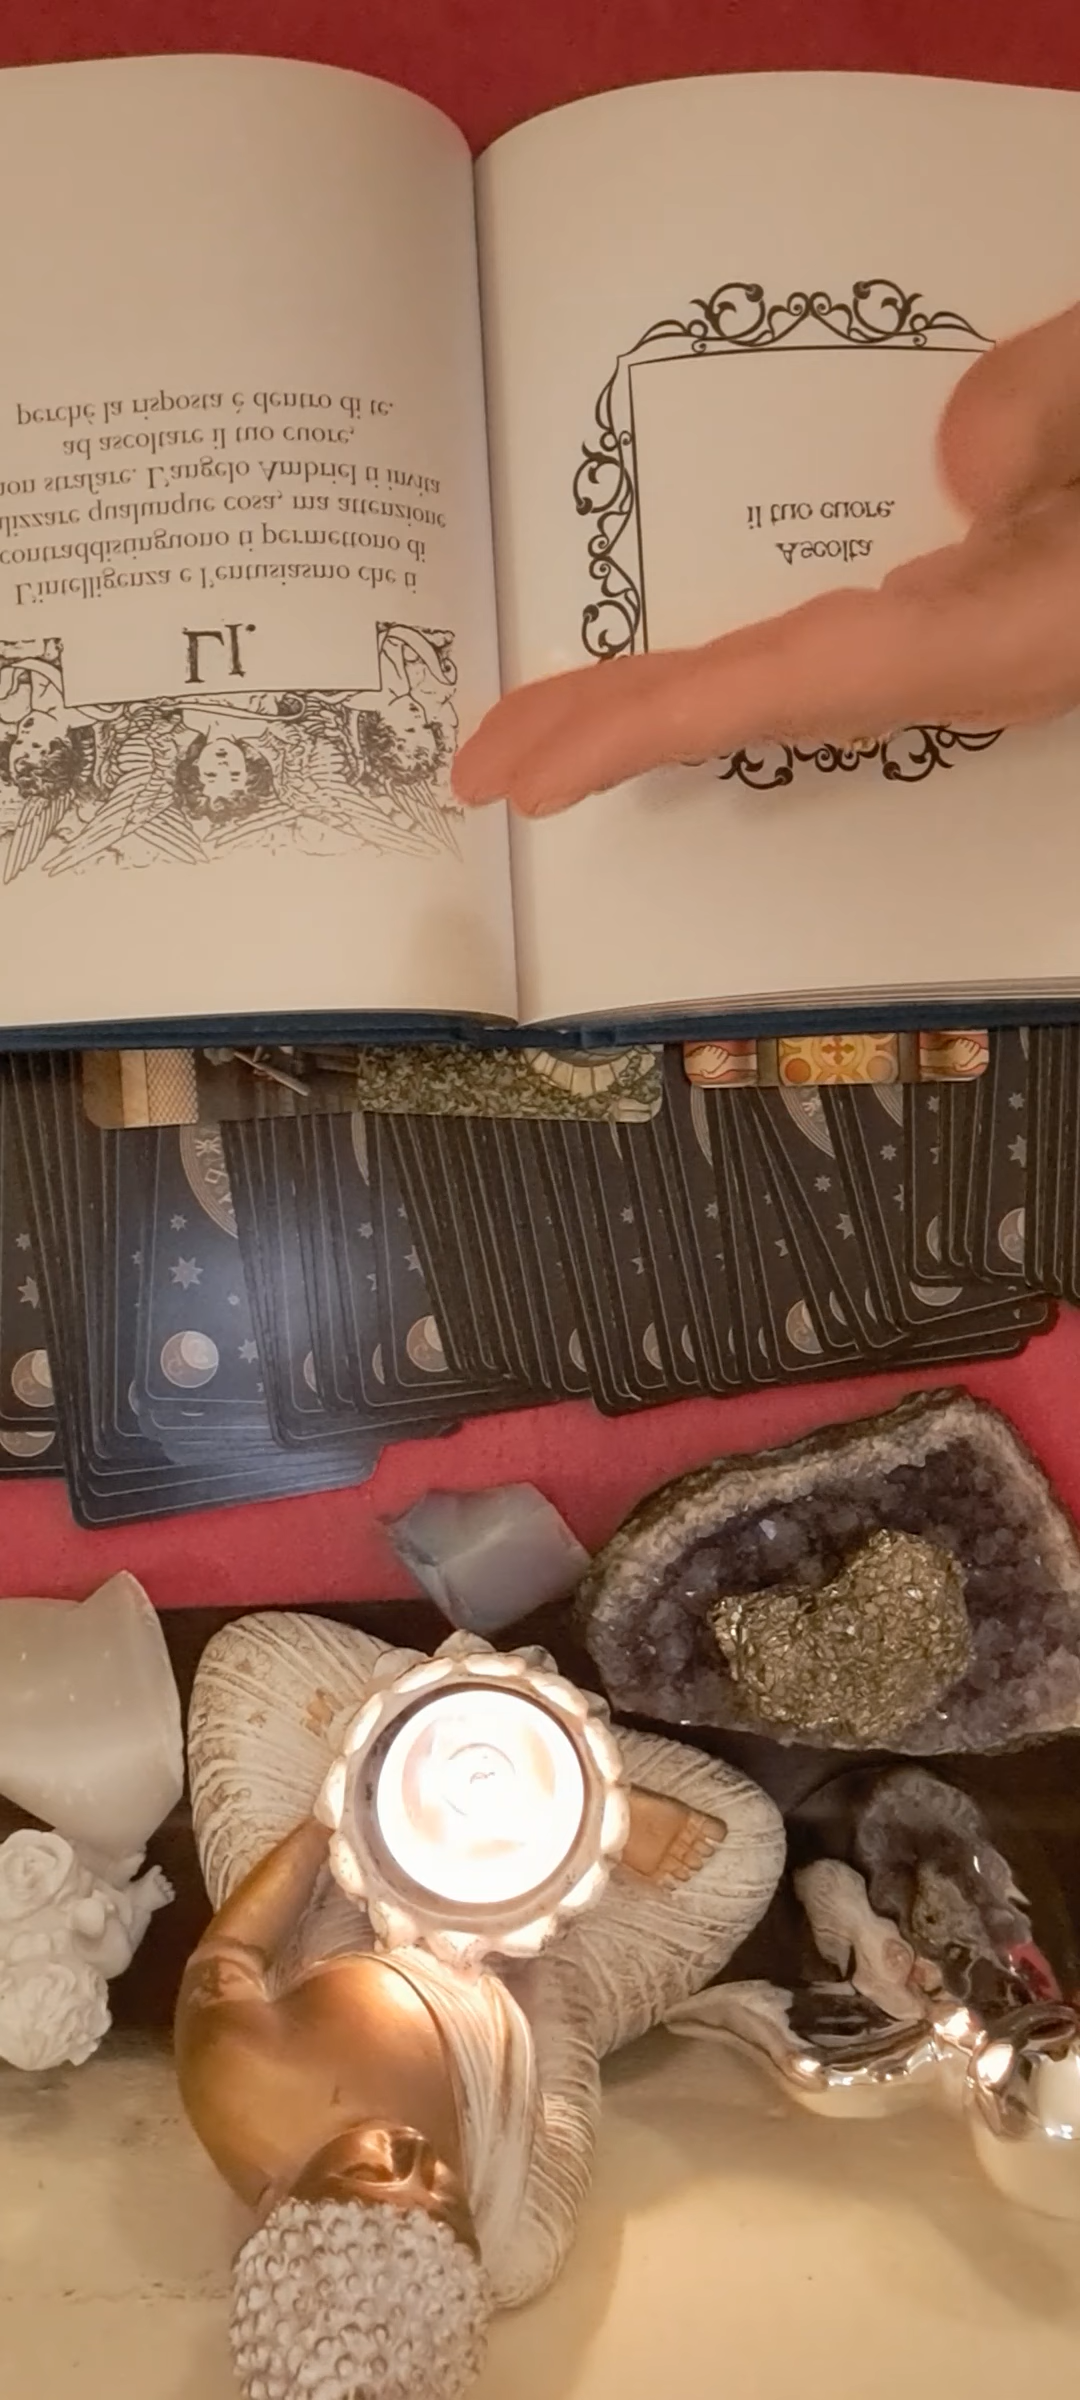 LI.
L'intelligenza e l'entusiasmo che ti
contraddistinguono ti permettono di
lizzare qualunque cosa, ma attenzione
non strafare. L'angelo Ambriel ti invita
ad ascoltare il tuo cuore,
perché la risposta è dentro di te.
Ascolta
il tuo cuore.